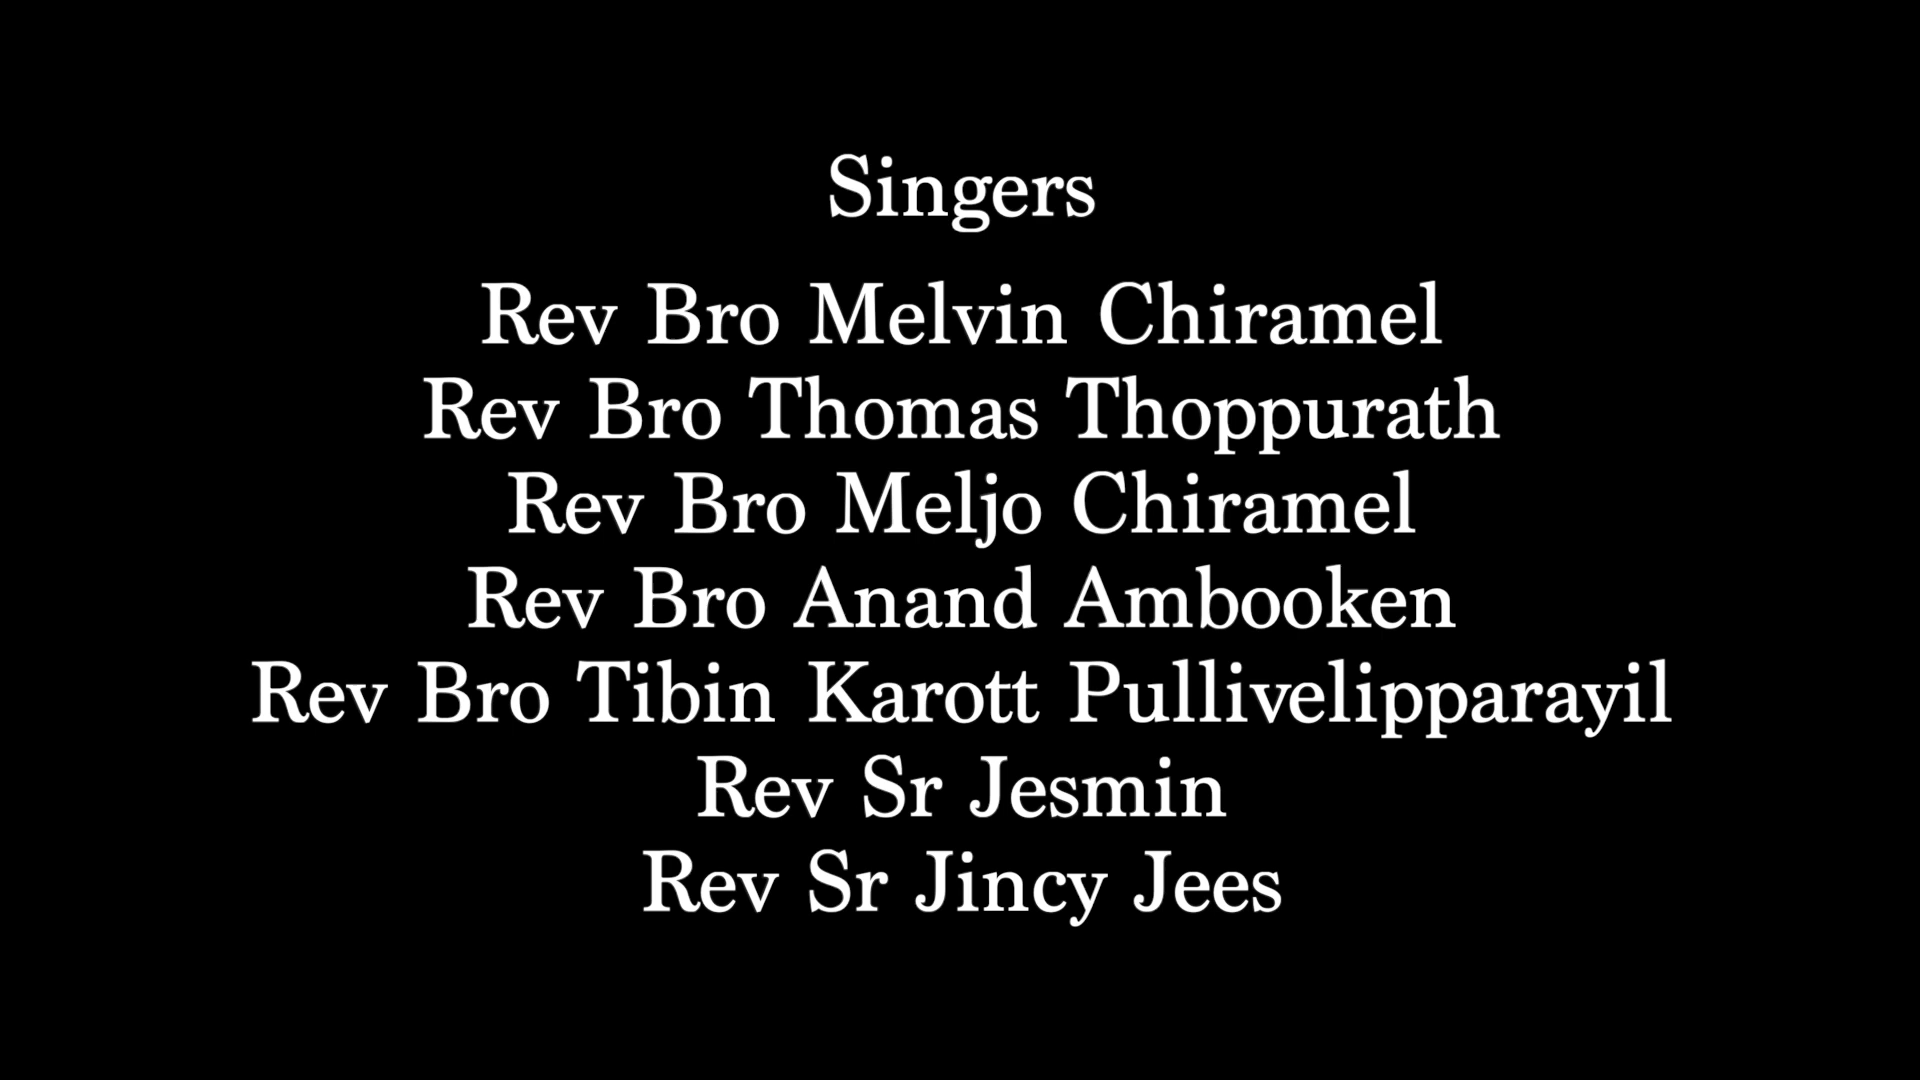 Singers
Rev Bro Melvin Chiramel
Rev Bro Thomas Thoppurath
Rev Bro Meljo Chiramel
Rev Bro Anand Ambooken
Rev Bro Tibin Karott Pullivelipparayil
Rev Sr Jesmin
Rev Sr Jincy Jees